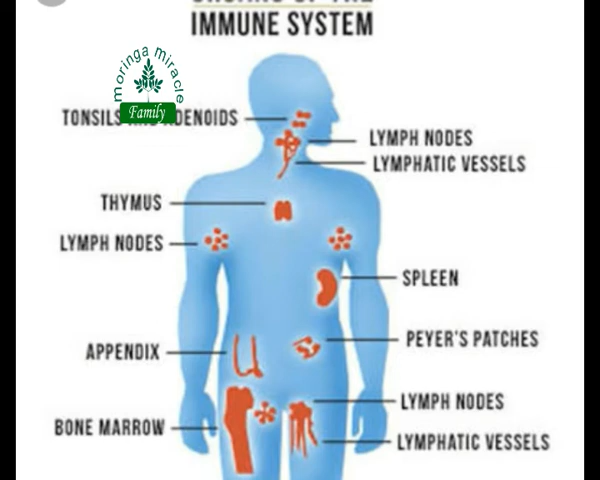 IMMUNE SYSTEM
moringa miracle
Family
TONSILS
LYMPH NODES
LYMPHATIC VESSELS
THYMUS
LYMPH NODES
SPLEEN
PEYER'S PATCHES
APPENDIX
LYMPH NODES
BONE MARROW
LYMPHATIC VESSELS